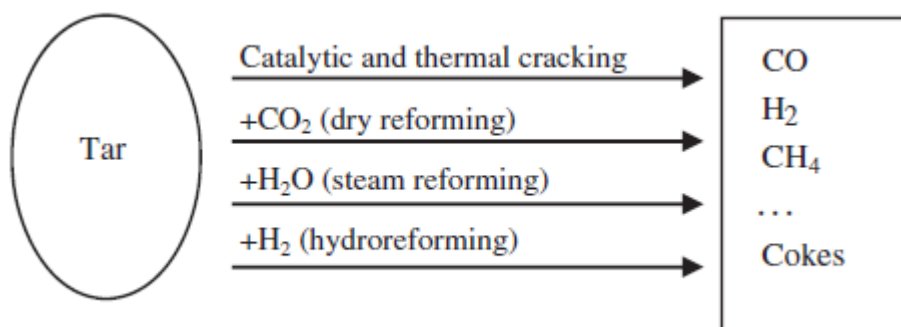 Tar
Catalytic and thermal cracking
+CO₂ (dry reforming)
+H₂O (steam reforming)
+H₂ (hydroreforming)
CO
H₂
CH₄
...
Cokes